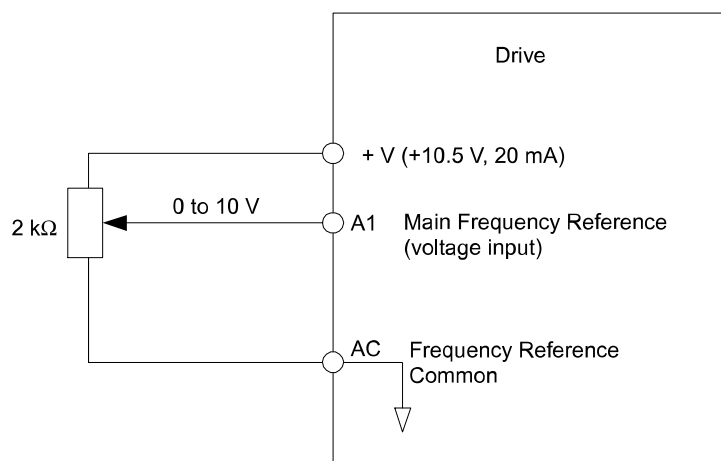 Drive
+ V (+10.5 V, 20 mA)
0 to 10 V
2 kΩ
A1 Main Frequency Reference
(voltage input)
AC Frequency Reference
Common